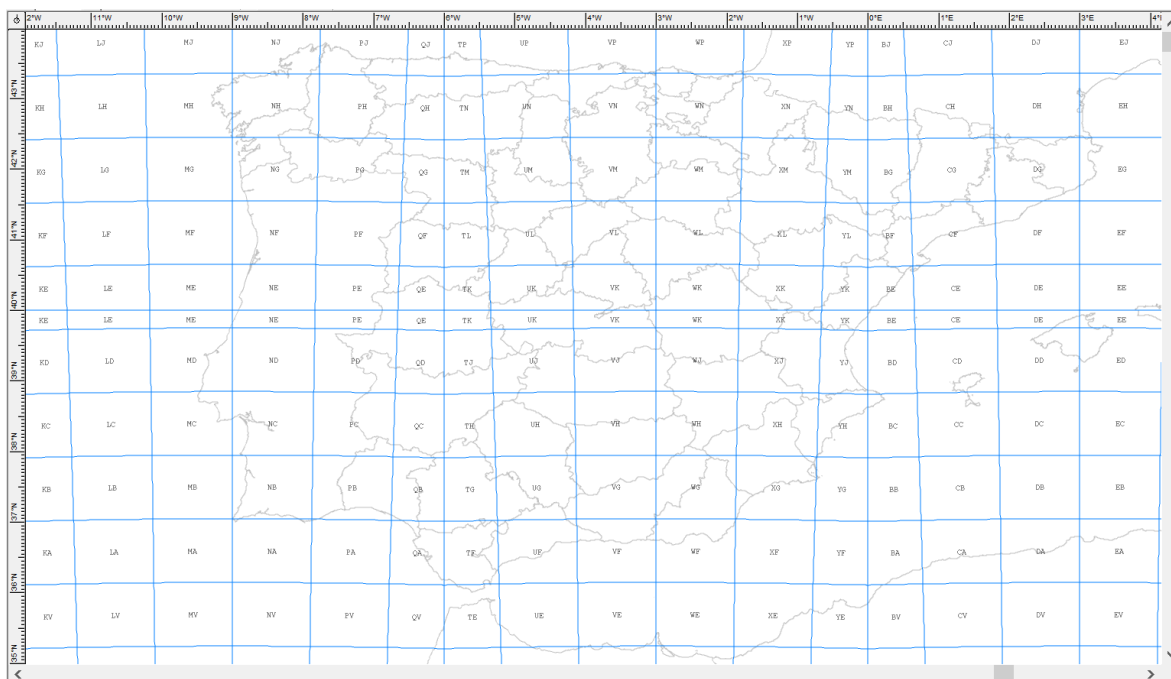 2°W 11°W 10°W 9°W 8°W 7°W 6°W 5°W 4°W 3°W 2°W 1°W 0°E 1°E 2°E 3°E 4°E
KJ LJ MJ NJ PJ QJ TP UP VP WP XP YP BJ CJ DJ EJ
43°N
KH LH MH NH PH QH TN UN VN WN XN YN BH CH DH EH
42°N
KG LG MG NG PG QG TM UM VM WM XM YM BG CG DG EG
41°N
KF LF MF NF PF QF TL UL VL WL XL YL BF CF DF EF
KE LE ME NE PE QE TK UK VK WK XK YK BE CE DE EE
40°N
KE LE ME NE PE QE TK UK VK WK XK YK BE CE DE EE
KD LD MD ND PD QD TJ UJ VJ WJ XJ YJ BD CD DD ED
39°N
KC LC MC NC PC QC TH UH VH WH XH YH BC CC DC EC
38°N
KB LB MB NB PB QB TG UG VG WG XG YG BB CB DB EB
37°N
KA LA MA NA PA QA TF UF VF WF XF YF BA CA DA EA
36°N
KV LV MV NV PV QV TE UE VE WE XE YE BV CV DV EV
35°N